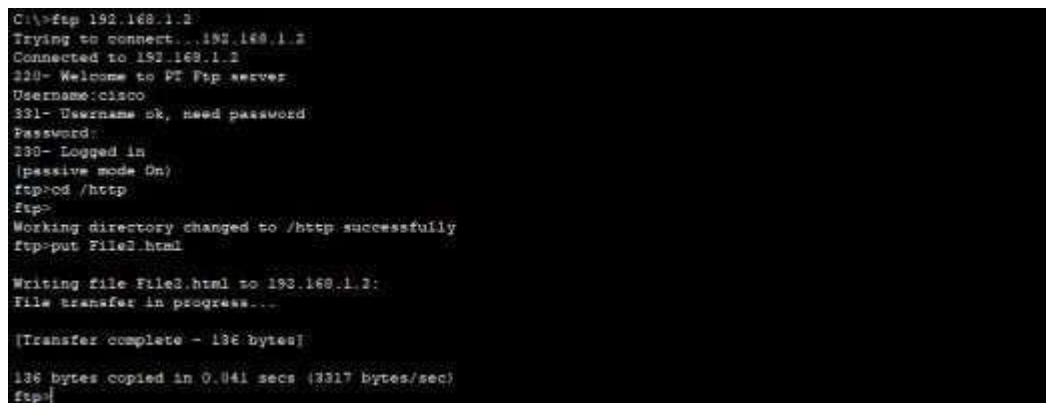 C:\>ftp 192.168.1.2
Trying to connect...192.168.1.2
Connected to 192.168.1.2
220- Welcome to PT Ftp server
Username:cisco
331- Username ok, need password
Password:
230- Logged in
(passive mode On)
ftp>cd /http
ftp>
Working directory changed to /http successfully
ftp>put File2.html
Writing file File2.html to 192.168.1.2:
File transfer in progress...
[Transfer complete - 136 bytes]
136 bytes copied in 0.041 secs (3317 bytes/sec)
ftp>